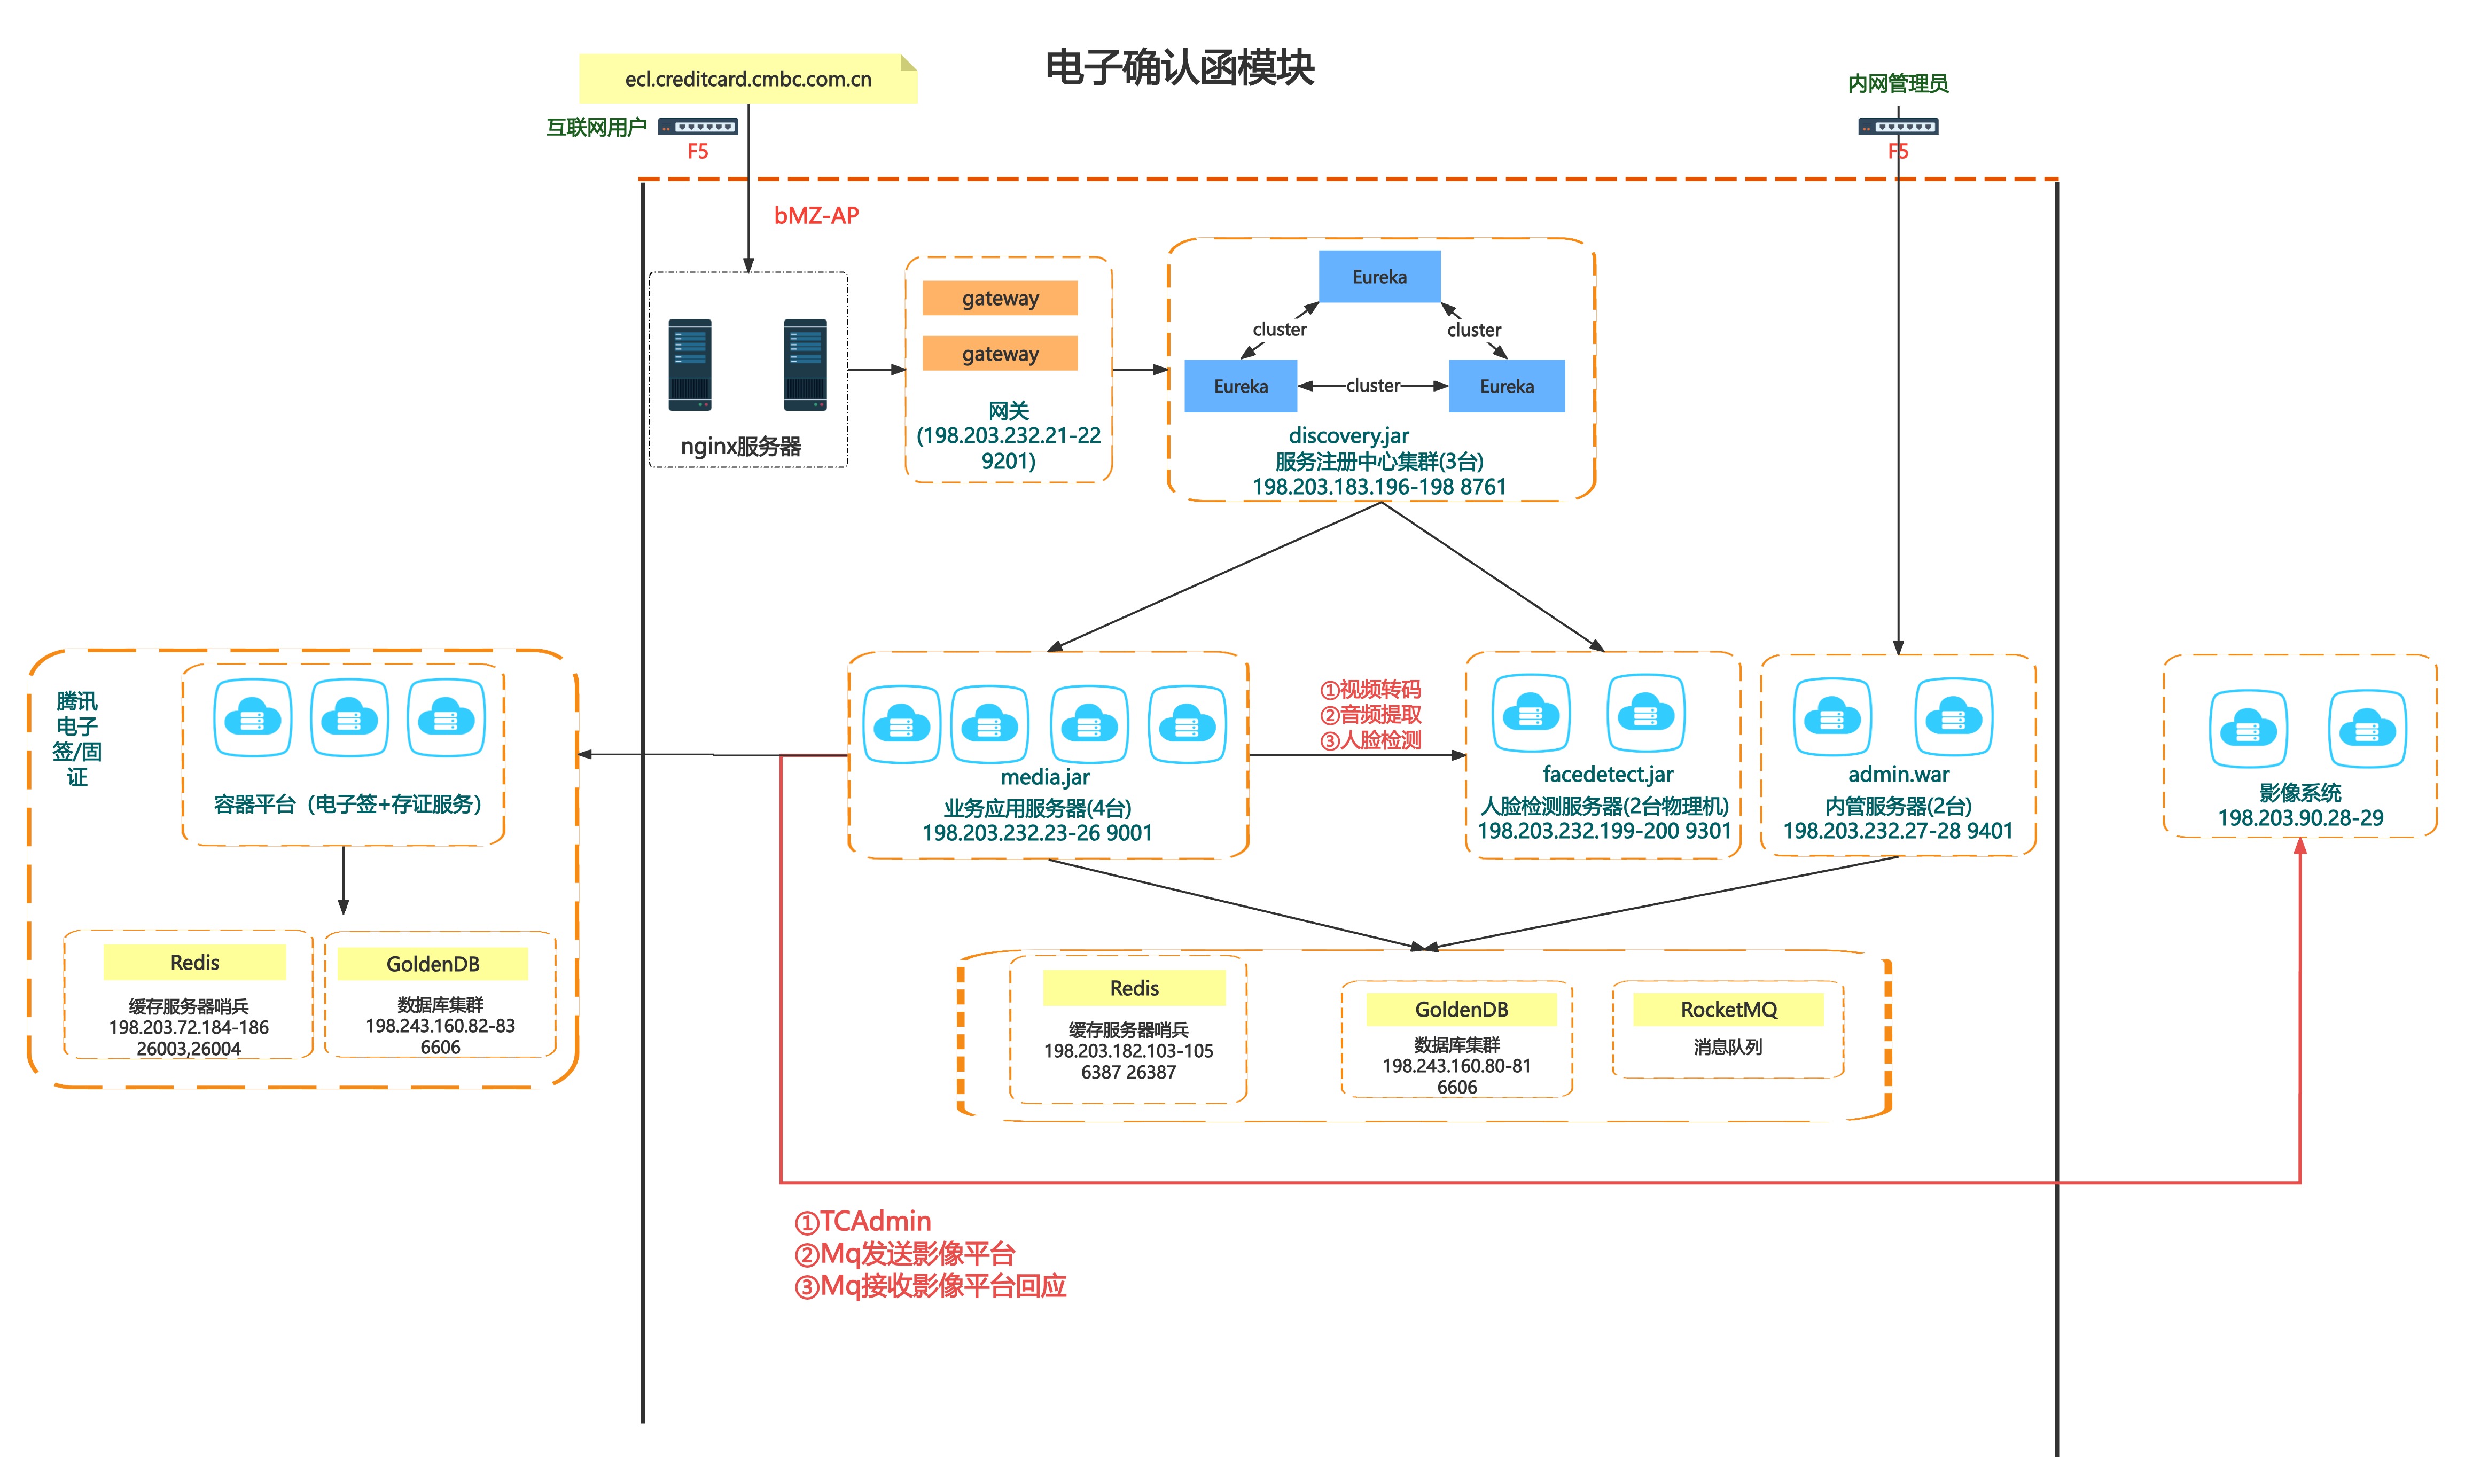 电子确认函模块
ecl.creditcard.cmbc.com.cn
互联网用户
F5
内网管理员
F5
bMZ-AP
nginx服务器
gateway
gateway
网关
(198.203.232.21-22
9201)
Eureka
cluster
cluster
Eureka
cluster
Eureka
discovery.jar
服务注册中心集群(3台)
198.203.183.196-198 8761
腾讯
电子
签/固
证
容器平台（电子签+存证服务）
Redis
缓存服务器哨兵
198.203.72.184-186
26003,26004
GoldenDB
数据库集群
198.243.160.82-83
6606
media.jar
业务应用服务器(4台)
198.203.232.23-26 9001
①视频转码
②音频提取
③人脸检测
facedetect.jar
人脸检测服务器(2台物理机)
198.203.232.199-200 9301
admin.war
内管服务器(2台)
198.203.232.27-28 9401
影像系统
198.203.90.28-29
Redis
缓存服务器哨兵
198.203.182.103-105
6387 26387
GoldenDB
数据库集群
198.243.160.80-81
6606
RocketMQ
消息队列
①TCAdmin
②Mq发送影像平台
③Mq接收影像平台回应